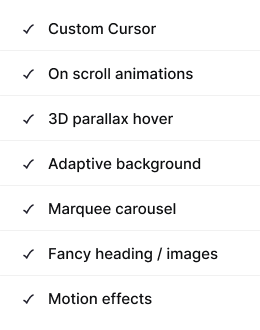 ✓ Custom Cursor
✓ On scroll animations
✓ 3D parallax hover
✓ Adaptive background
✓ Marquee carousel
✓ Fancy heading / images
✓ Motion effects